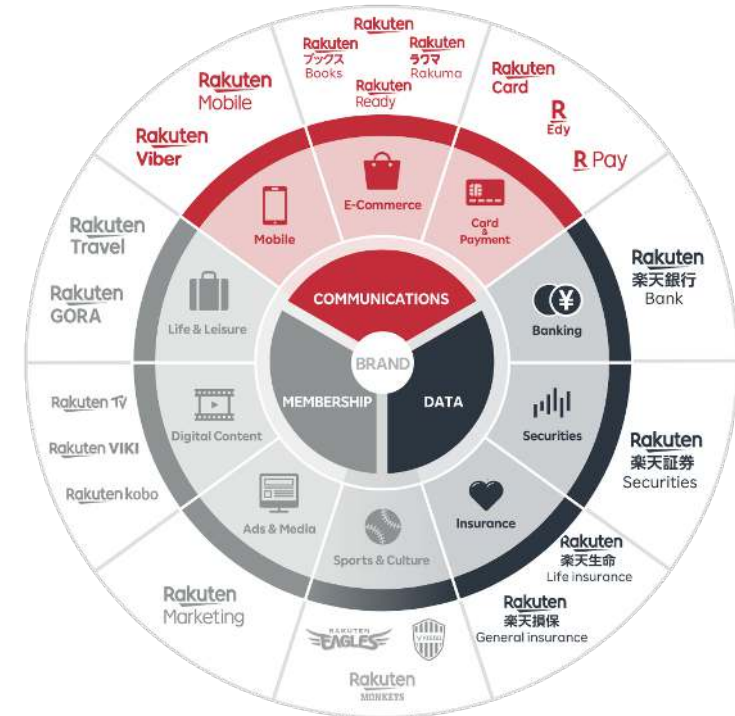 Rakuten
Rakuten
ブックス
Books
Rakuten
ラクマ
Rakuma
Rakuten
Ready
Rakuten
Card
R
Edy
R Pay
Rakuten
Mobile
Rakuten
Viber
Rakuten
Travel
Rakuten
GORA
Mobile
E-Commerce
Card
&
Payment
Rakuten
楽天銀行
Bank
Life & Leisure
COMMUNICATIONS
Banking
BRAND
MEMBERSHIP
DATA
Rakuten TV
Rakuten VIKI
Rakuten kobo
Digital Content
Securities
Rakuten
楽天証券
Securities
Ads & Media
Sports & Culture
Insurance
Rakuten
楽天生命
Life insurance
Rakuten
楽天損保
General insurance
Rakuten
Marketing
RAKUTEN
EAGLES
Rakuten
MONKEYS